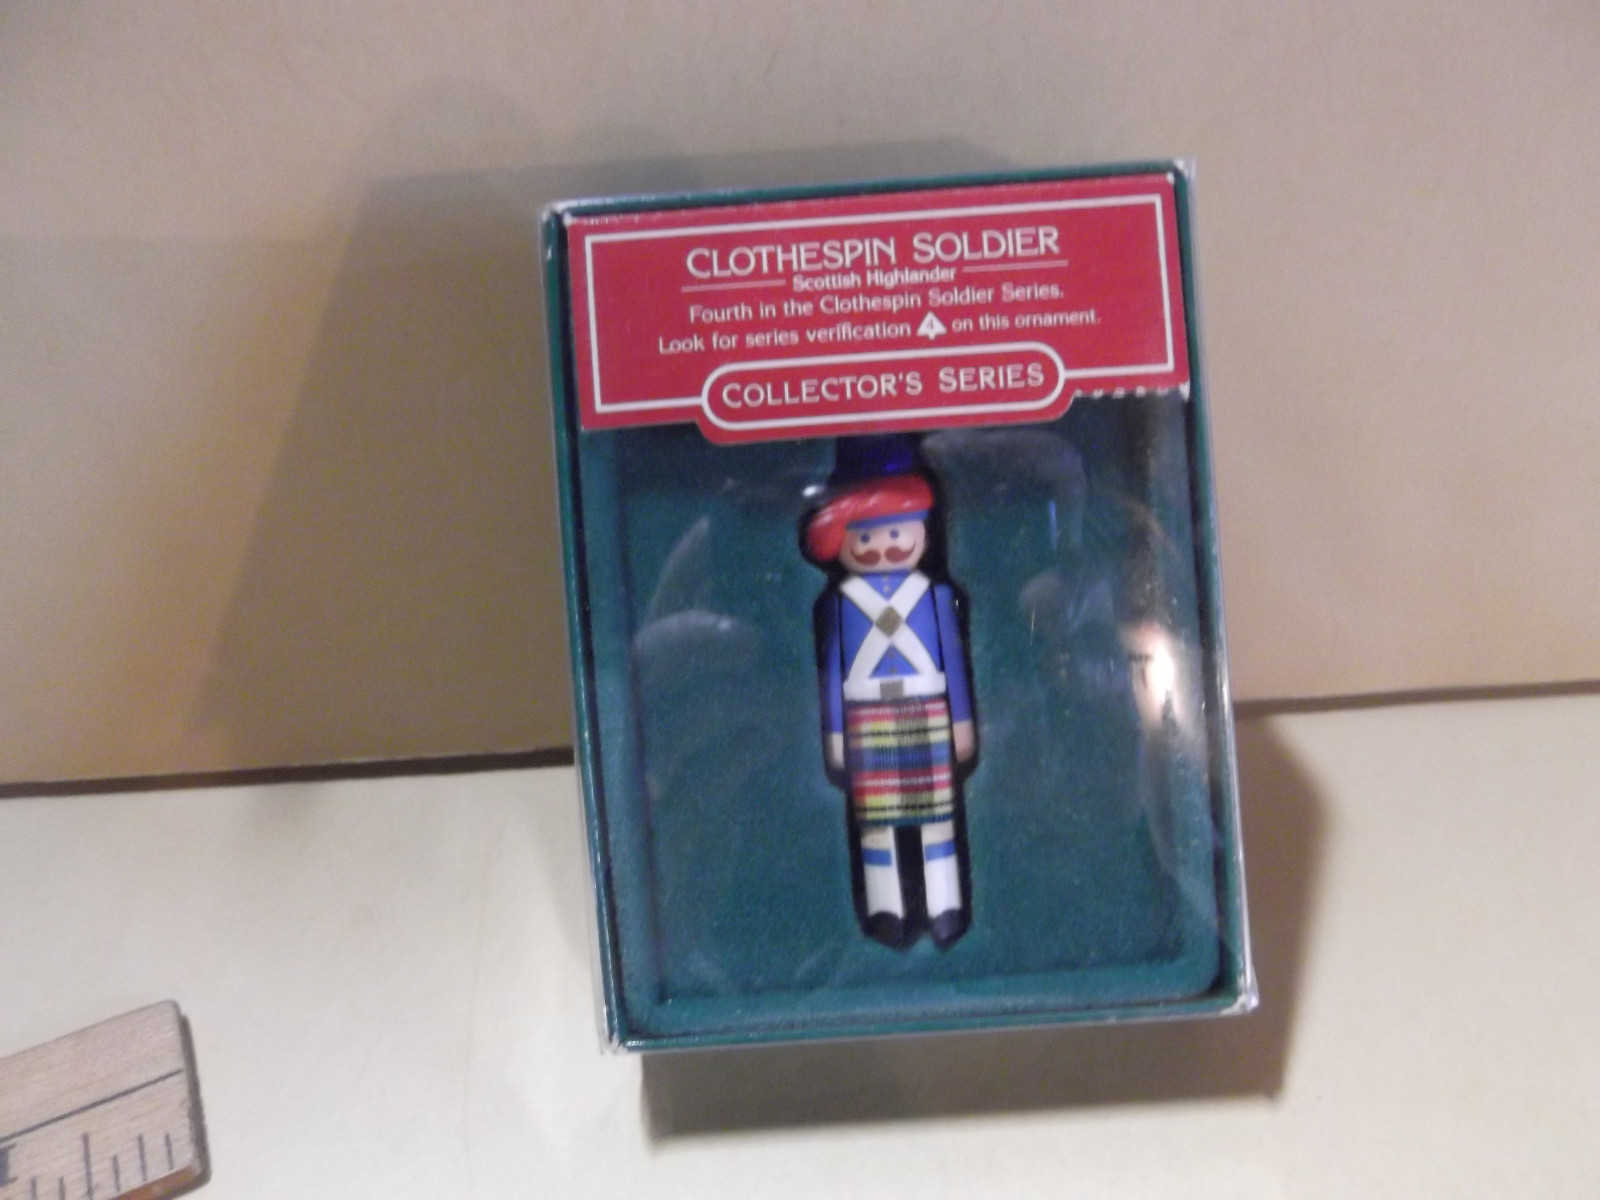 CLOTHESPIN SOLDIER
Scottish Highlander
Fourth in the Clothespin Soldier Series.
Look for series verification 4 on this ornament.
COLLECTOR'S SERIES